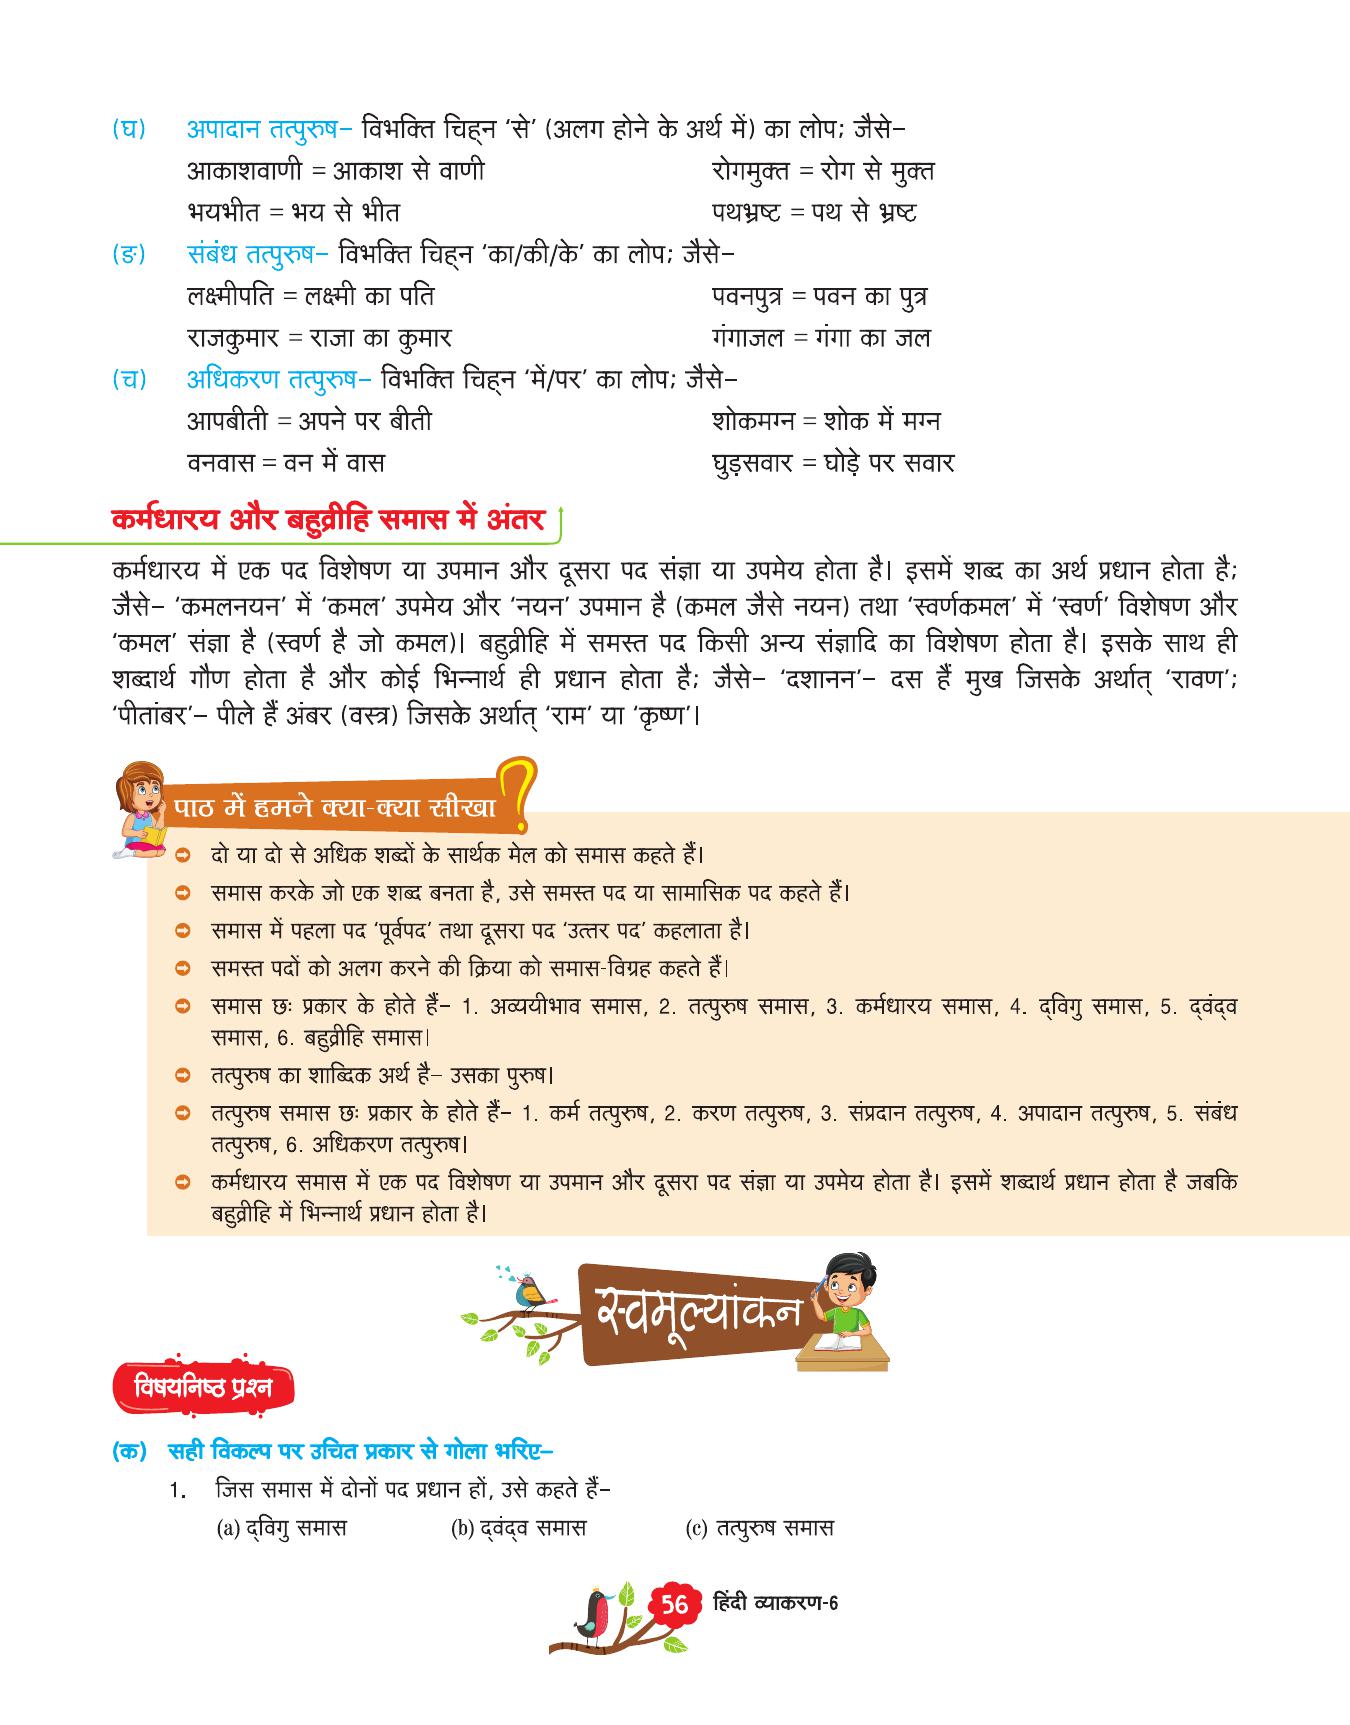 (घ) अपादान तत्पुरुष– विभक्ति चिह्न ‘से’ (अलग होने के अर्थ में) का लोप; जैसे–
आकाशवाणी = आकाश से वाणी रोगमुक्त = रोग से मुक्त
भयभीत = भय से भीत पथभ्रष्ट = पथ से भ्रष्ट
(ङ) संबंध तत्पुरुष– विभक्ति चिह्न ‘का/की/के’ का लोप; जैसे–
लक्ष्मीपति = लक्ष्मी का पति पवनपुत्र = पवन का पुत्र
राजकुमार = राजा का कुमार गंगाजल = गंगा का जल
(च) अधिकरण तत्पुरुष– विभक्ति चिह्न ‘में/पर’ का लोप; जैसे–
आपबीती = अपने पर बीती शोकमग्न = शोक में मग्न
वनवास = वन में वास घुड़सवार = घोड़े पर सवार
कर्मधारय और बहुव्रीहि समास में अंतर
कर्मधारय में एक पद विशेषण या उपमान और दूसरा पद संज्ञा या उपमेय होता है। इसमें शब्द का अर्थ प्रधान होता है;
जैसे– ‘कमलनयन’ में ‘कमल’ उपमेय और ‘नयन’ उपमान है (कमल जैसे नयन) तथा ‘स्वर्णकमल’ में ‘स्वर्ण’ विशेषण और
‘कमल’ संज्ञा है (स्वर्ण है जो कमल)। बहुव्रीहि में समस्त पद किसी अन्य संज्ञादि का विशेषण होता है। इसके साथ ही
शब्दार्थ गौण होता है और कोई भिन्नार्थ ही प्रधान होता है; जैसे– ‘दशानन’– दस हैं मुख जिसके अर्थात् ‘रावण’;
‘पीतांबर’– पीले हैं अंबर (वस्त्र) जिसके अर्थात् ‘राम’ या ‘कृष्ण’।
पाठ में हमने क्या-क्या सीखा ?
दो या दो से अधिक शब्दों के सार्थक मेल को समास कहते हैं।
समास करके जो एक शब्द बनता है, उसे समस्त पद या सामासिक पद कहते हैं।
समास में पहला पद ‘पूर्वपद’ तथा दूसरा पद ‘उत्तर पद’ कहलाता है।
समस्त पदों को अलग करने की क्रिया को समास-विग्रह कहते हैं।
समास छः प्रकार के होते हैं– 1. अव्ययीभाव समास, 2. तत्पुरुष समास, 3. कर्मधारय समास, 4. द्‌विगु समास, 5. द्‌वंद्‌व
समास, 6. बहुव्रीहि समास।
तत्पुरुष का शाब्दिक अर्थ है– उसका पुरुष।
तत्पुरुष समास छः प्रकार के होते हैं– 1. कर्म तत्पुरुष, 2. करण तत्पुरुष, 3. संप्रदान तत्पुरुष, 4. अपादान तत्पुरुष, 5. संबंध
तत्पुरुष, 6. अधिकरण तत्पुरुष।
कर्मधारय समास में एक पद विशेषण या उपमान और दूसरा पद संज्ञा या उपमेय होता है। इसमें शब्दार्थ प्रधान होता है जबकि
बहुव्रीहि में भिन्नार्थ प्रधान होता है।
स्वमूल्यांकन
विषयनिष्ठ प्रश्न
(क) सही विकल्प पर उचित प्रकार से गोला भरिए–
1. जिस समास में दोनों पद प्रधान हों, उसे कहते हैं–
(a) द्‌विगु समास (b) द्‌वंद्‌व समास (c) तत्पुरुष समास
56 हिंदी व्याकरण-6